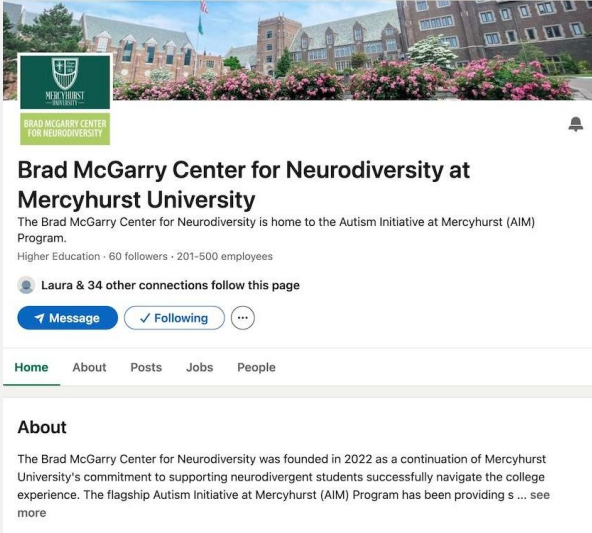 MERCYHURST
UNIVERSITY
BRAD MCGARRY CENTER
FOR NEURODIVERSITY
Brad McGarry Center for Neurodiversity at
Mercyhurst University
The Brad McGarry Center for Neurodiversity is home to the Autism Initiative at Mercyhurst (AIM)
Program.
Higher Education · 60 followers · 201-500 employees
Laura & 34 other connections follow this page
Message
Following
Home About Posts Jobs People
About
The Brad McGarry Center for Neurodiversity was founded in 2022 as a continuation of Mercyhurst
University's commitment to supporting neurodivergent students successfully navigate the college
experience. The flagship Autism Initiative at Mercyhurst (AIM) Program has been providing s ... see
more